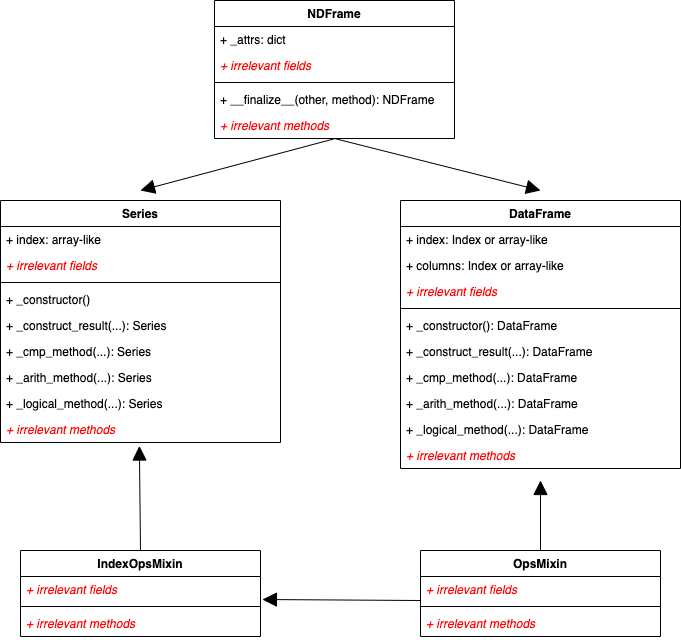 NDFrame
+ _attrs: dict
+ irrelevant fields
+ __finalize__(other, method): NDFrame
+ irrelevant methods
Series
+ index: array-like
+ irrelevant fields
+ _constructor()
+ _construct_result(...): Series
+ _cmp_method(...): Series
+ _arith_method(...): Series
+ _logical_method(...): Series
+ irrelevant methods
DataFrame
+ index: Index or array-like
+ columns: Index or array-like
+ irrelevant fields
+ _constructor(): DataFrame
+ _construct_result(...): DataFrame
+ _cmp_method(...): DataFrame
+ _arith_method(...): DataFrame
+ _logical_method(...): DataFrame
+ irrelevant methods
IndexOpsMixin
+ irrelevant fields
+ irrelevant methods
OpsMixin
+ irrelevant fields
+ irrelevant methods